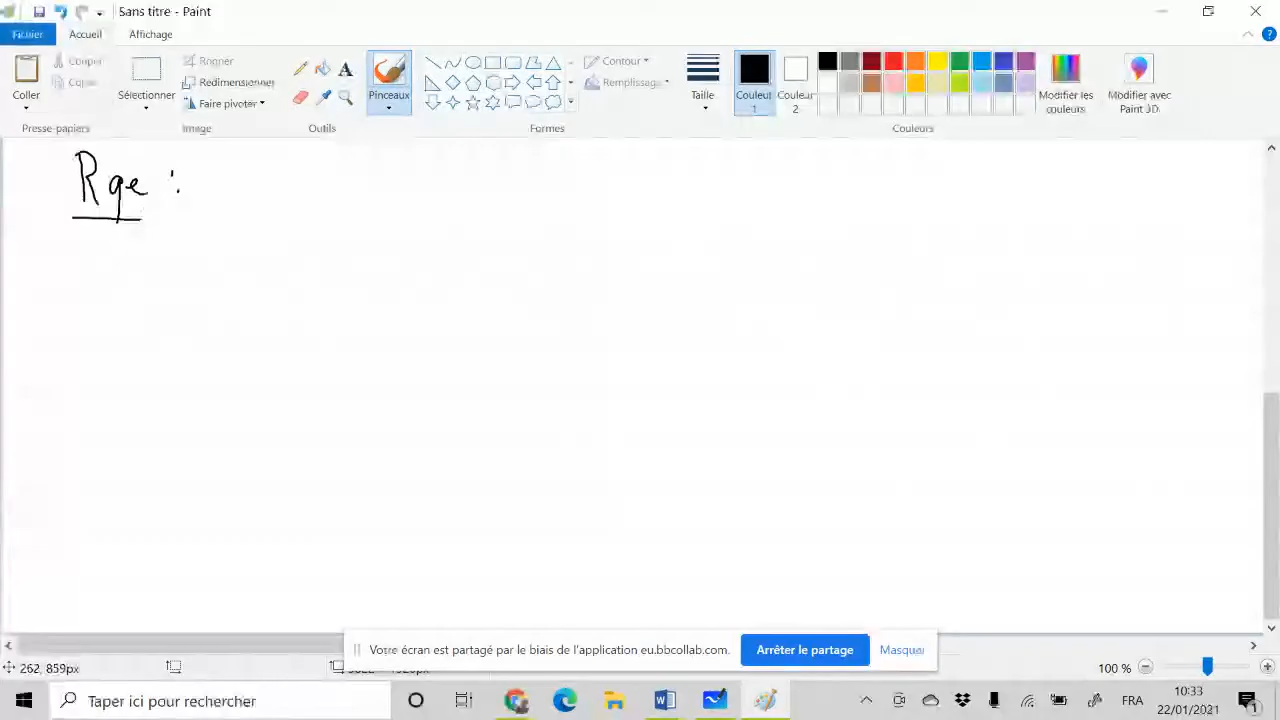 Sans titre - Paint
Fichier Accueil Affichage
Coller
Couper
Copier
Presse-papiers
Sélectionner
Rogner
Redimensionner
Faire pivoter
Image
A
Outils
Pinceaux
Formes
Contour
Remplissage
Taille
Couleur 1
Couleur 2
Couleurs
Modifier les couleurs
Modifier avec Paint 3D
Rqe :
Votre écran est partagé par le biais de l'application eu.bbcollab.com. Arrêter le partage Masquer
262, 859px
100 %
Taper ici pour rechercher
FRA
10:33
22/01/2021
1